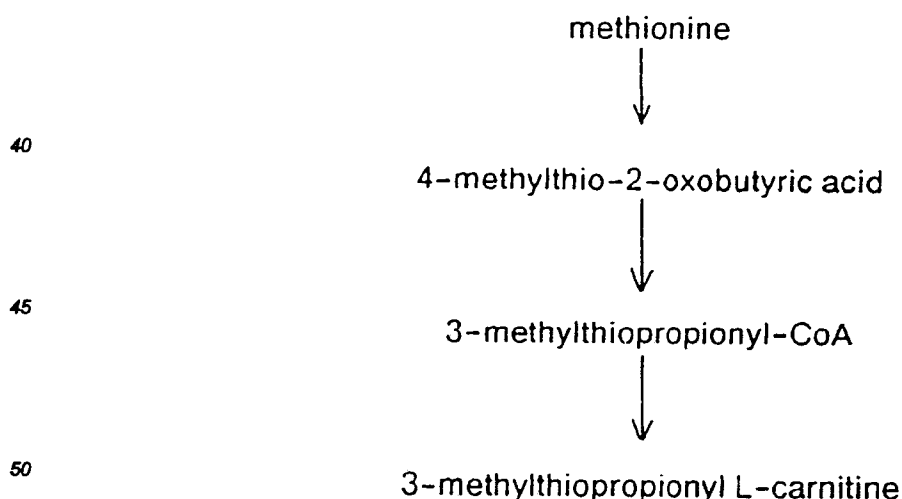 methionine
40
4-methylthio-2-oxobutyric acid
45
3-methylthiopropionyl-CoA
50
3-methylthiopropionyl L-carnitine